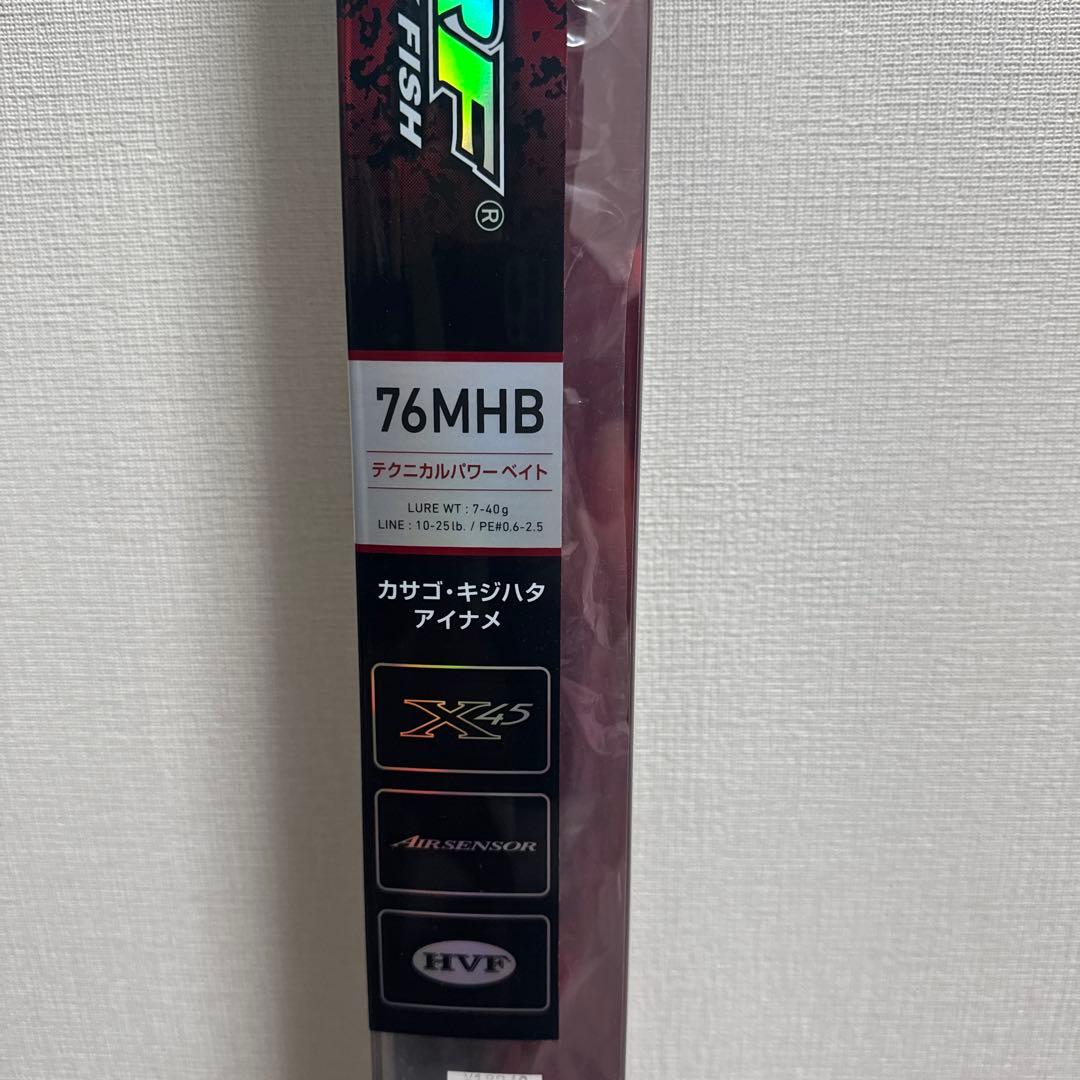 RF®
FISH
76MHB
テクニカルパワー ベイト
LURE WT : 7-40g
LINE : 10-25lb. / PE#0.6-2.5
カサゴ・キジハタ
アイナメ
X45
AIRSENSOR
HVF